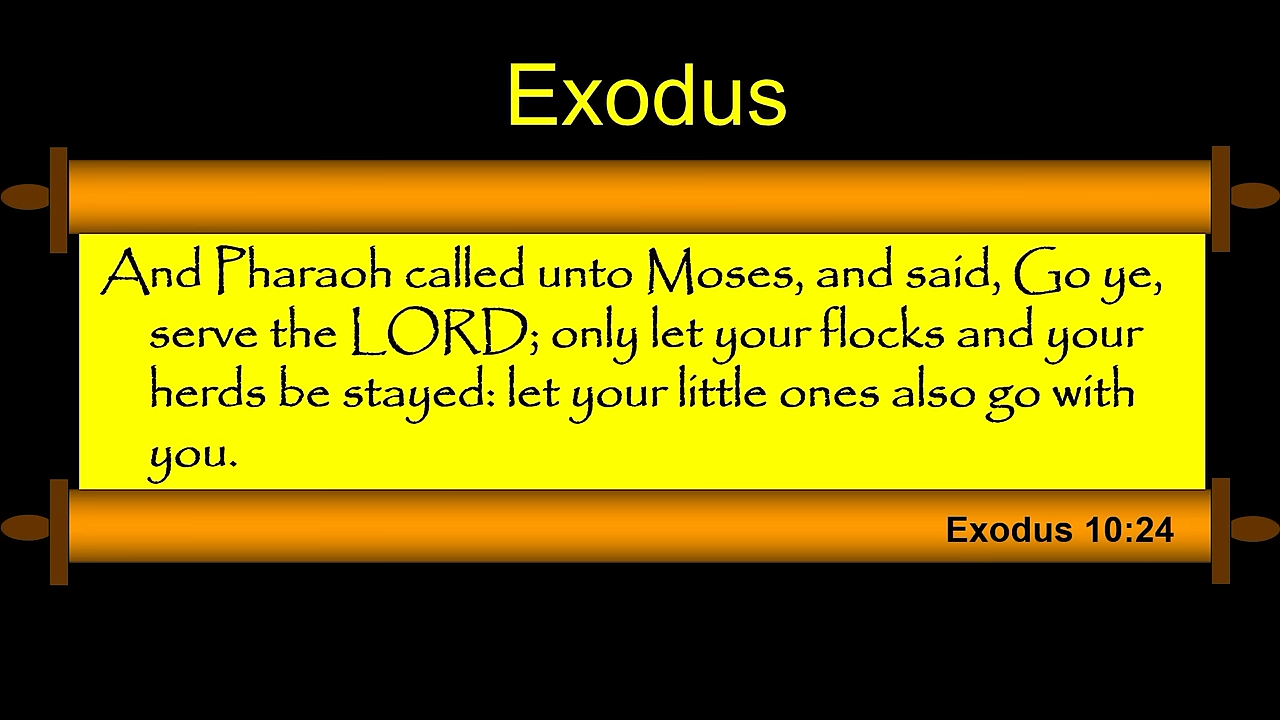 Exodus
And Pharaoh called unto Moses, and said, Go ye,
serve the LORD; only let your flocks and your
herds be stayed: let your little ones also go with
you.
Exodus 10:24